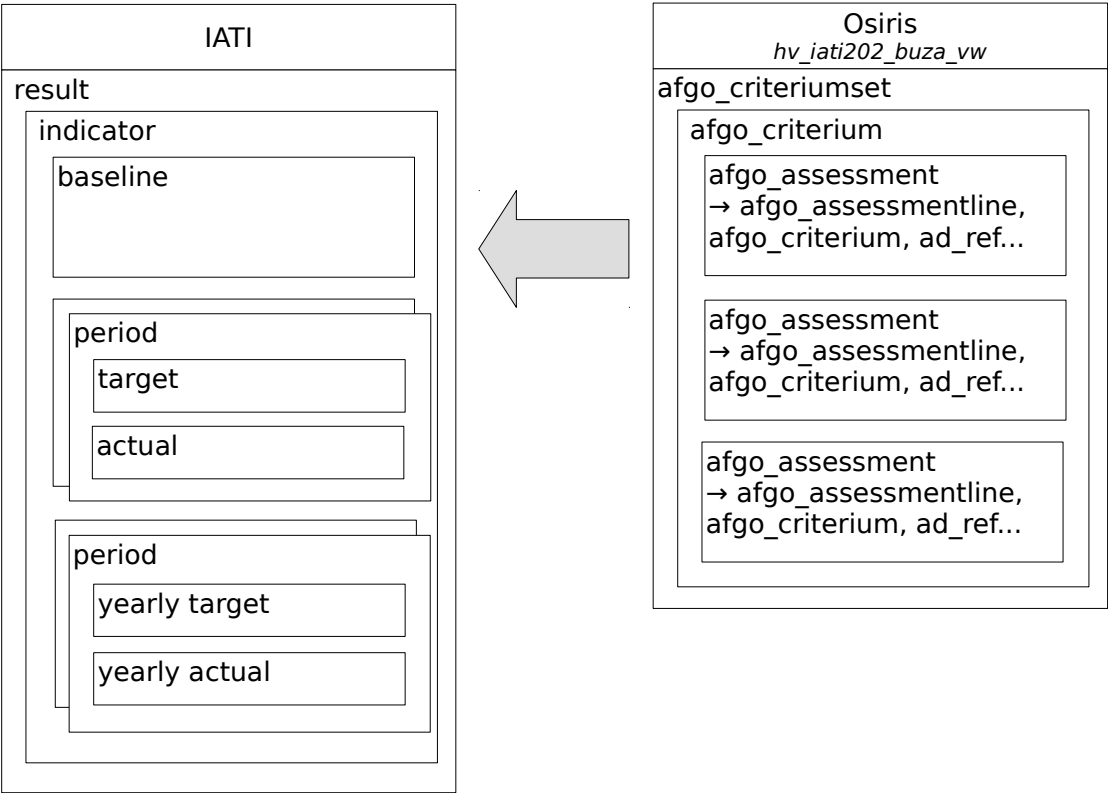 IATI
result
indicator
baseline
period
target
actual
period
yearly target
yearly actual
Osiris
hv_iati202_buza_vw
afgo_criteriumset
afgo_criterium
afgo_assessment
→ afgo_assessmentline,
afgo_criterium, ad_ref...
afgo_assessment
→ afgo_assessmentline,
afgo_criterium, ad_ref...
afgo_assessment
→ afgo_assessmentline,
afgo_criterium, ad_ref...